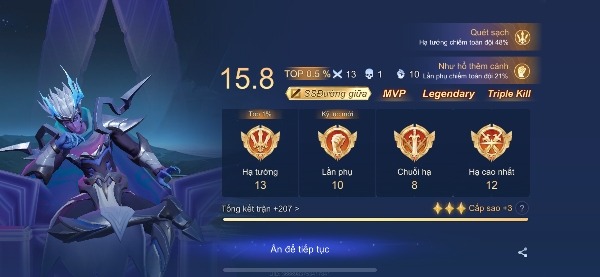 Quét sạch
Hạ tướng chiếm toàn đội 48%
Như hổ thêm cánh
Lần phụ chiếm toàn đội 21%
15.8 TOP 0.5 % 13 1 10
SSĐường giữa MVP Legendary Triple Kill
Top 1% Kỷ lục mới
Hạ tướng Lần phụ Chuỗi hạ Hạ cao nhất
13 10 8 12
Tổng kết trận +207 > Cấp sao +3 ?
Ấn để tiếp tục